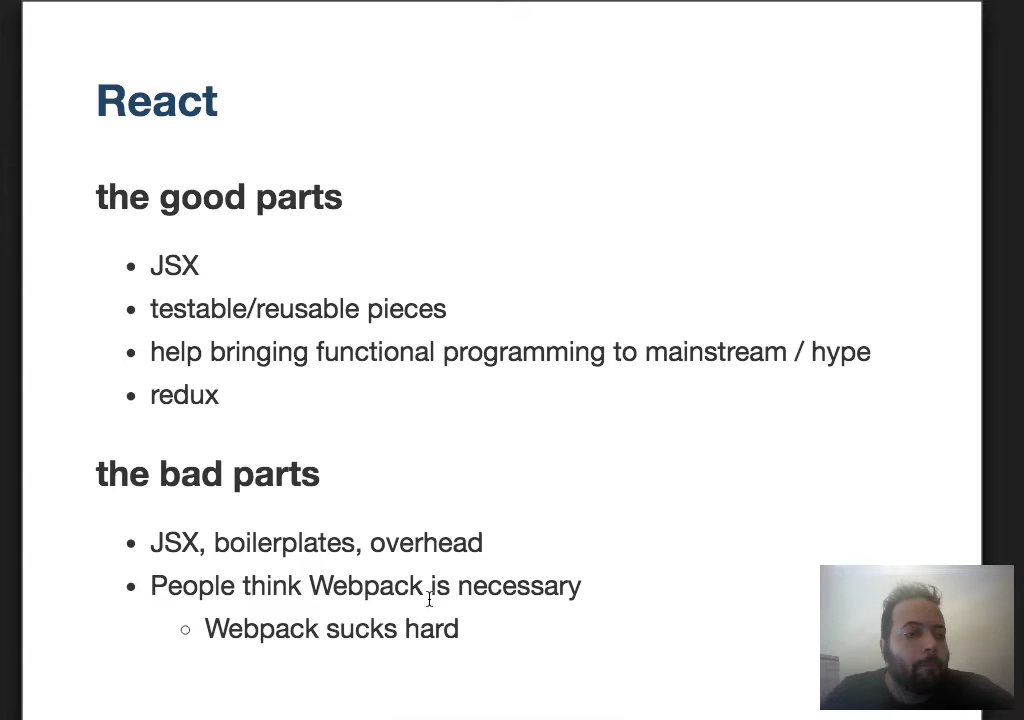 React
the good parts
JSX
testable/reusable pieces
help bringing functional programming to mainstream / hype
redux
the bad parts
JSX, boilerplates, overhead
People think Webpack is necessary
Webpack sucks hard